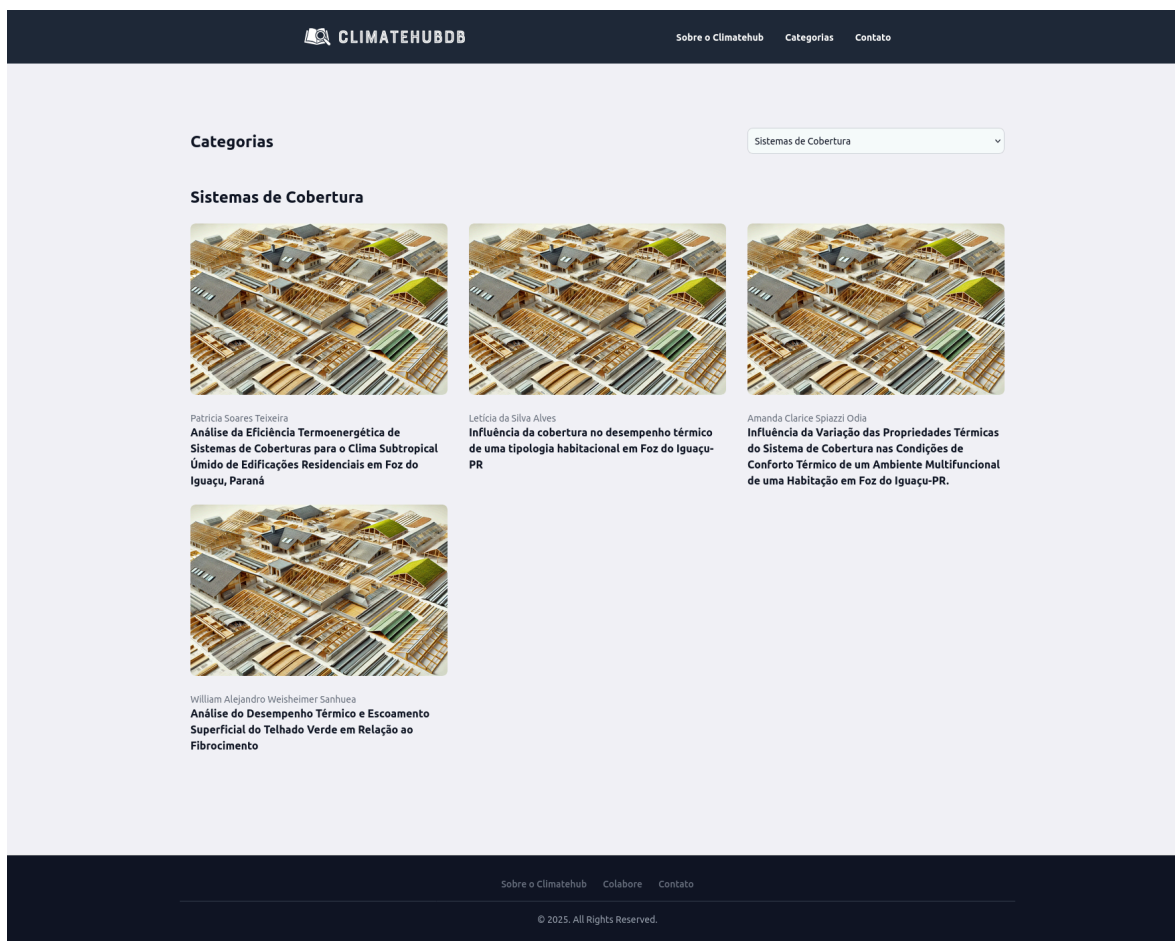 CLIMATEHUBDB
Sobre o Climatehub Categorias Contato
Categorias
Sistemas de Cobertura
Sistemas de Cobertura
Patricia Soares Teixeira
Análise da Eficiência Termoenergética de
Sistemas de Coberturas para o Clima Subtropical
Úmido de Edificações Residenciais em Foz do
Iguaçu, Paraná
Letícia da Silva Alves
Influência da cobertura no desempenho térmico
de uma tipologia habitacional em Foz do Iguaçu-
PR
Amanda Clarice Spiazzi Odia
Influência da Variação das Propriedades Térmicas
do Sistema de Cobertura nas Condições de
Conforto Térmico de um Ambiente Multifuncional
de uma Habitação em Foz do Iguaçu-PR.
William Alejandro Weisheimer Sanhuea
Análise do Desempenho Térmico e Escoamento
Superficial do Telhado Verde em Relação ao
Fibrocimento
Sobre o Climatehub Colabore Contato
© 2025. All Rights Reserved.